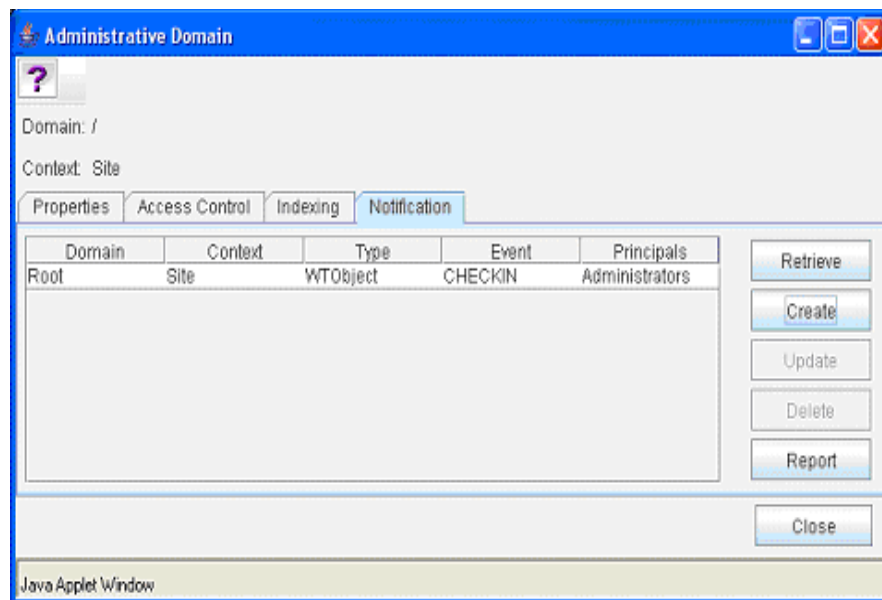 Administrative Domain
?
Domain: /
Context: Site
Properties Access Control Indexing Notification
Domain Context Type Event Principals
Root Site WTObject CHECKIN Administrators
Retrieve
Create
Update
Delete
Report
Close
Java Applet Window